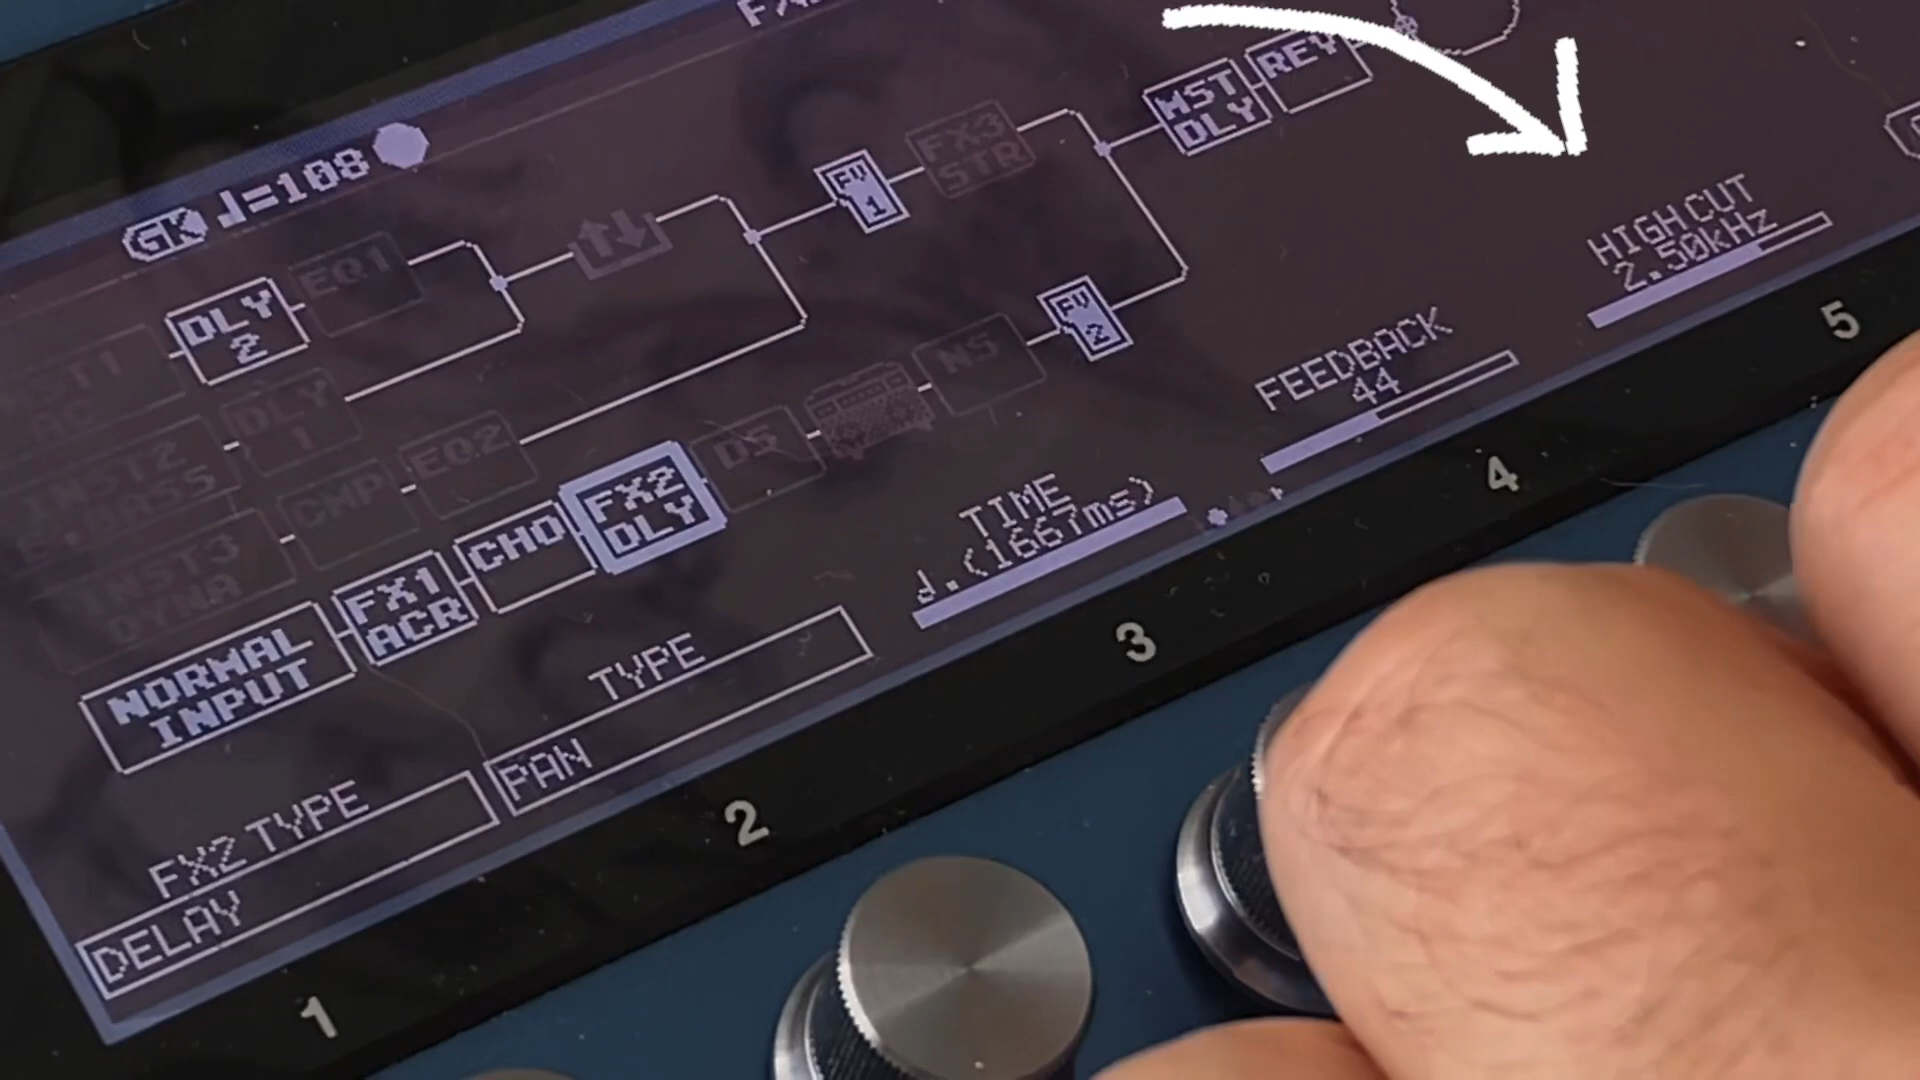 GK ♩=108
DLY
2
EQ1
FV
1
FX3
STR
MST
DLY
REV
INST2
E.BASS
DLY
1
INST3
DYNA
CMP
EQ2
NS
FV
2
NORMAL
INPUT
FX1
ACR
CHO
FX2
DLY
DS
FX2 TYPE
DELAY
TYPE
PAN
TIME
𝅗𝅥.(1667ms)
FEEDBACK
44
HIGH CUT
2.50kHz
1
2
3
4
5